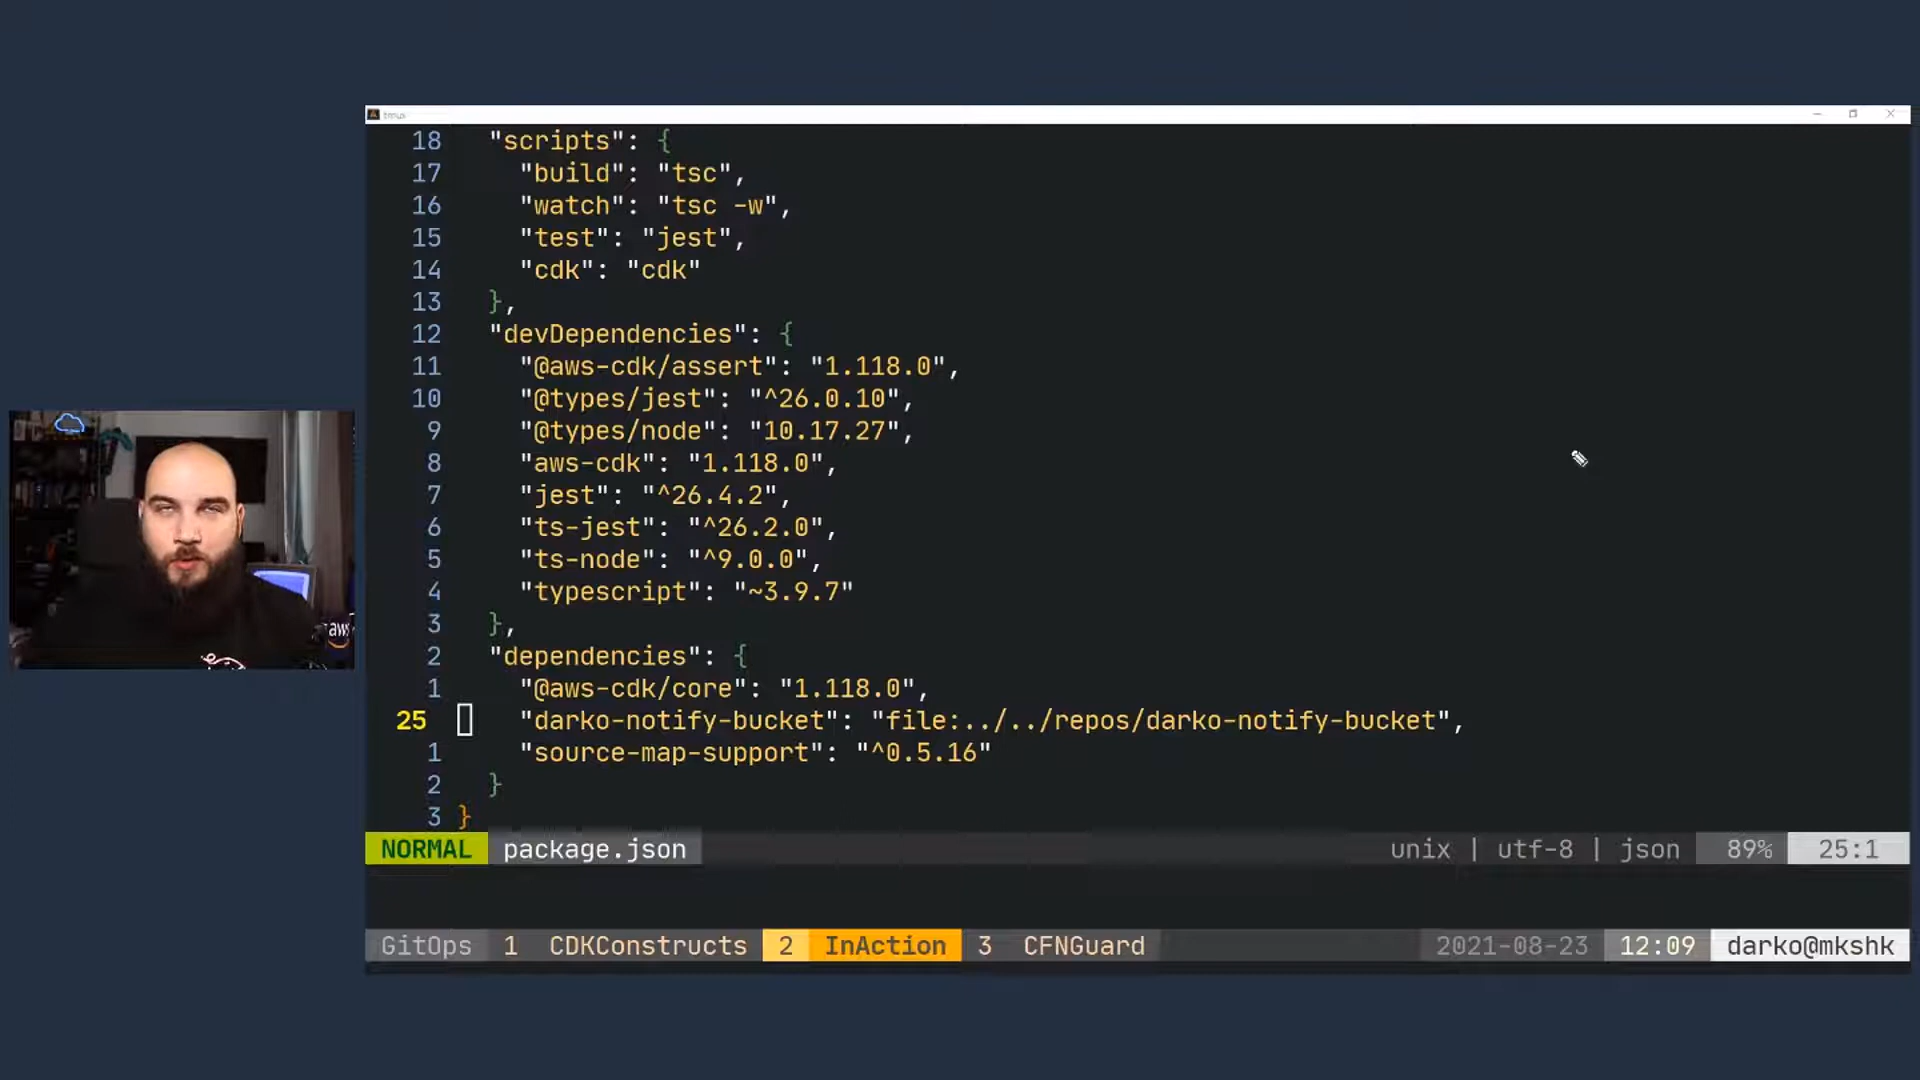 tmux
18 "scripts": {
17 "build": "tsc",
16 "watch": "tsc -w",
15 "test": "jest",
14 "cdk": "cdk"
13 },
12 "devDependencies": {
11 "@aws-cdk/assert": "1.118.0",
10 "@types/jest": "^26.0.10",
9 "@types/node": "10.17.27",
8 "aws-cdk": "1.118.0",
7 "jest": "^26.4.2",
6 "ts-jest": "^26.2.0",
5 "ts-node": "^9.0.0",
4 "typescript": "~3.9.7"
3 },
2 "dependencies": {
1 "@aws-cdk/core": "1.118.0",
25 "darko-notify-bucket": "file:../../repos/darko-notify-bucket",
1 "source-map-support": "^0.5.16"
2 }
3 }
NORMAL package.json unix | utf-8 | json 89% 25:1
GitOps 1 CDKConstructs 2 InAction 3 CFNGuard 2021-08-23 12:09 darko@mkshk
aws